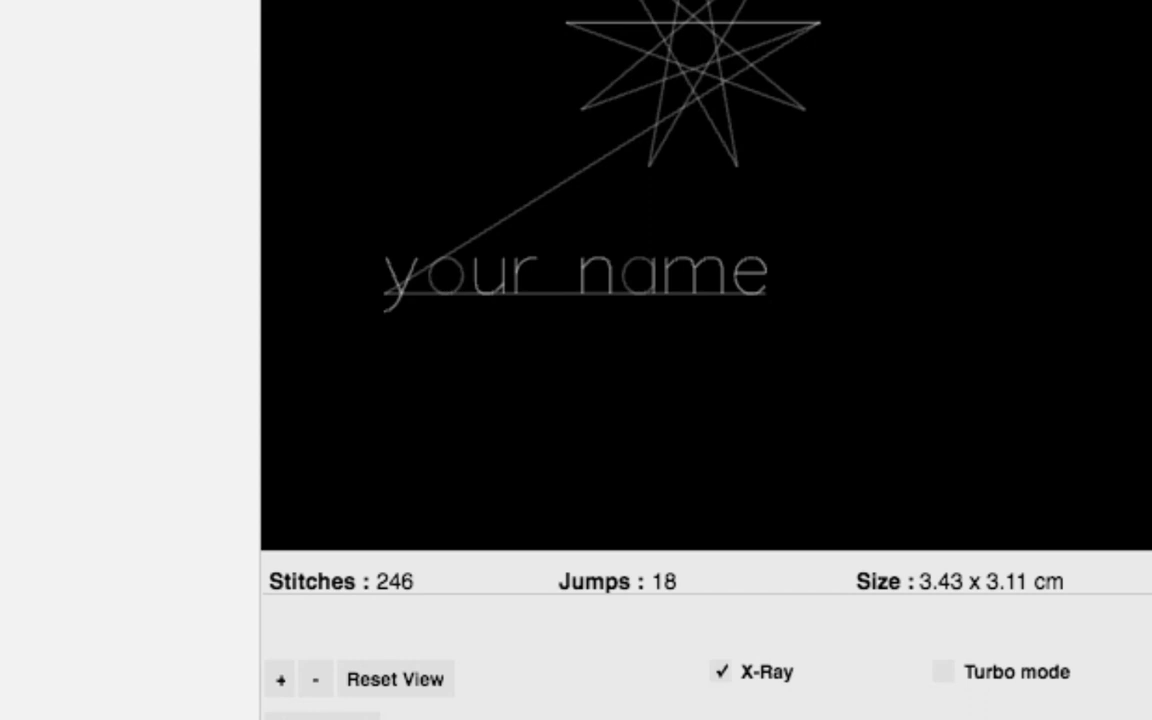 your name
Stitches : 246 Jumps : 18 Size : 3.43 x 3.11 cm
+ - Reset View X-Ray Turbo mode